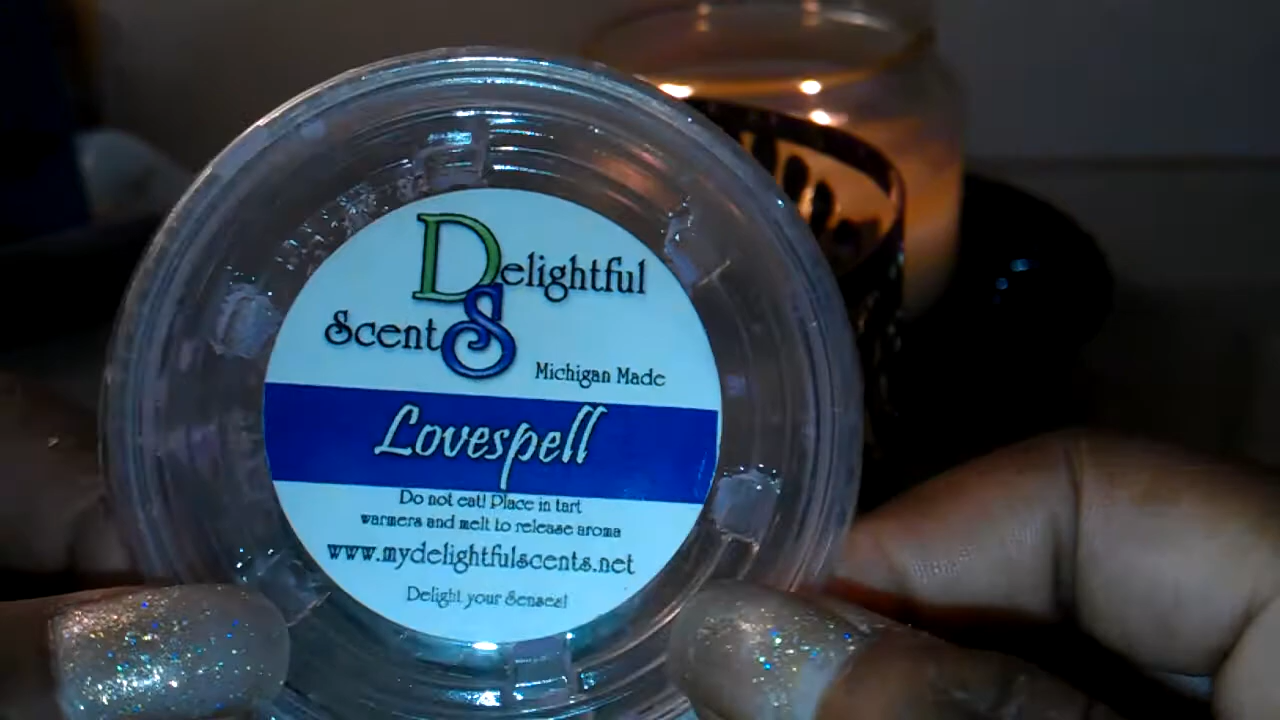 Delightful
Scents
Michigan Made
Lovespell
Do not eat! Place in tart
warmers and melt to release aroma
www.mydelightfulscents.net
Delight your Senses!